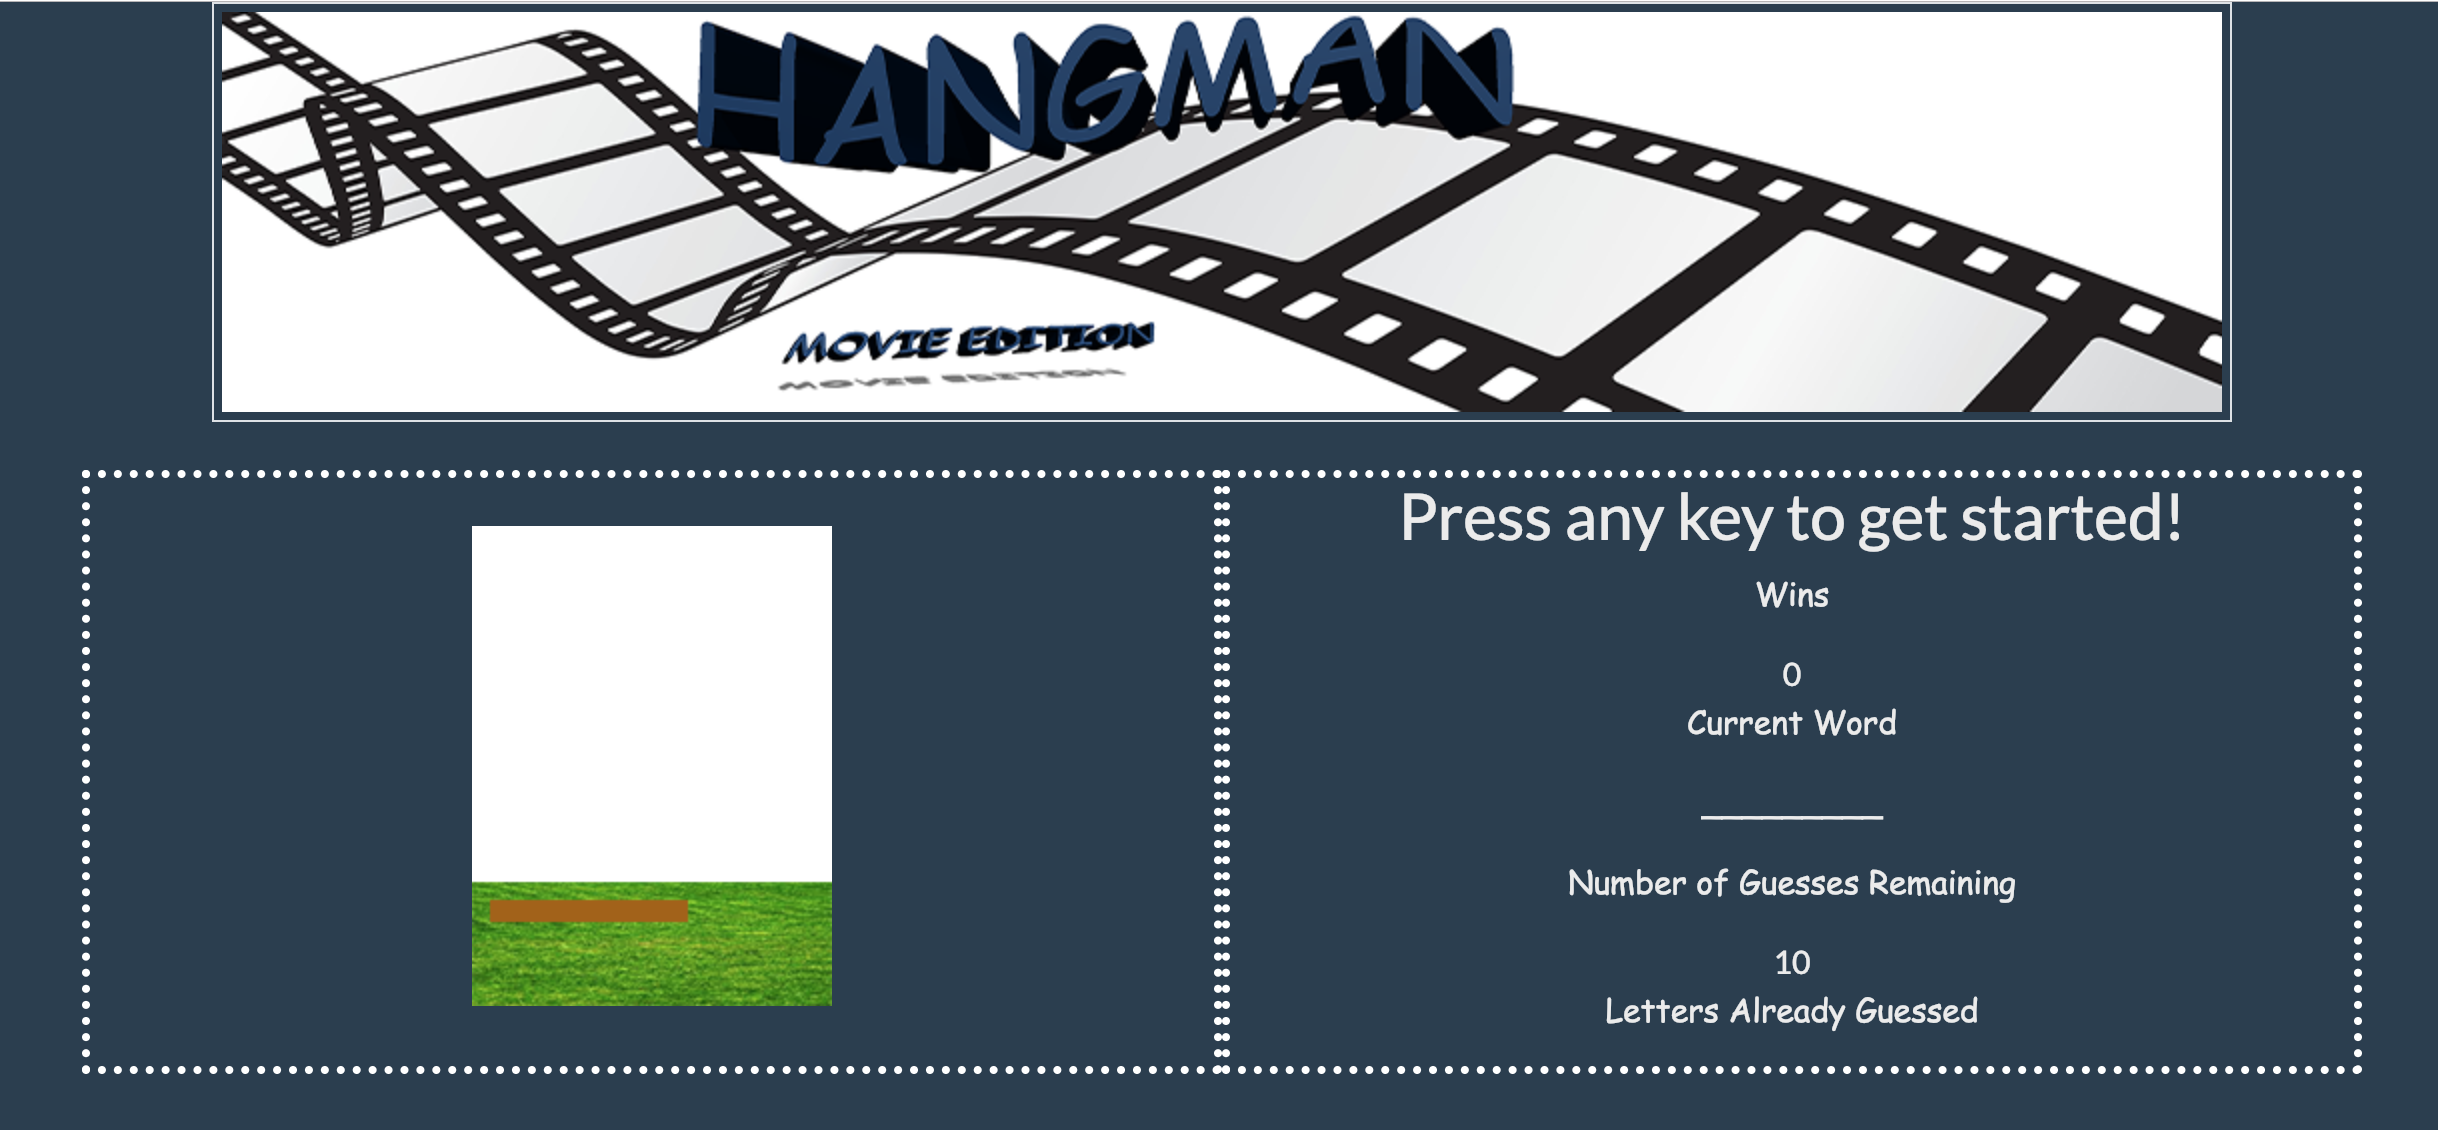 HANGMAN
MOVIE EDITION
Press any key to get started!
Wins
0
Current Word
_________
Number of Guesses Remaining
10
Letters Already Guessed